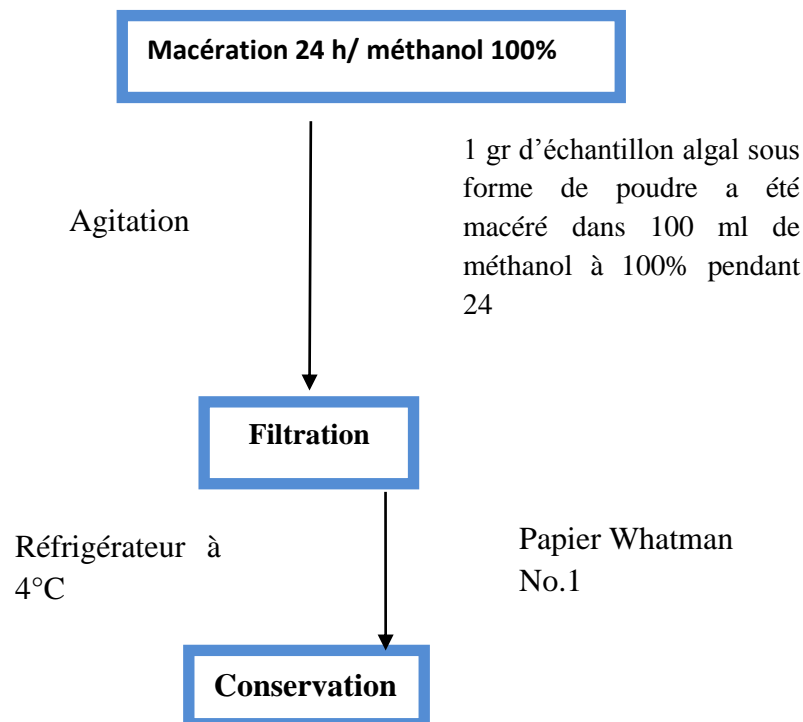 Macération 24 h/ méthanol 100%
1 gr d'échantillon algal sous
forme de poudre a été
macéré dans 100 ml de
méthanol à 100% pendant
24
Agitation
Filtration
Réfrigérateur à
4°C
Papier Whatman
No.1
Conservation